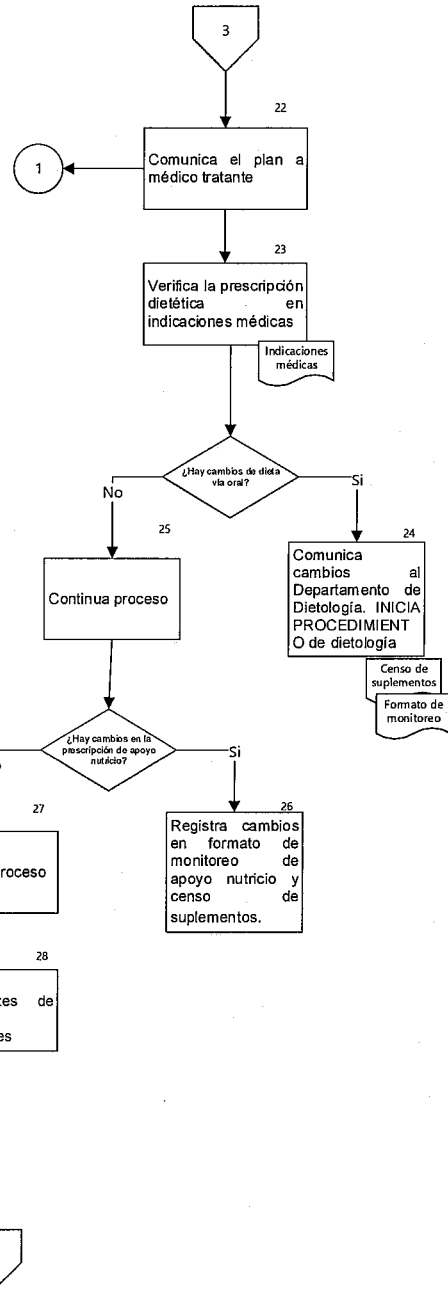 3
22
Comunica el plan a
médico tratante
1
23
Verifica la prescripción
dietética en
indicaciones médicas
Indicaciones
médicas
¿Hay cambios de dieta
vía oral?
No
Si
25
24
Continua proceso
Comunica
cambios al
Departamento de
Dietología. INICIA
PROCEDIMIENT
O de dietología
Censo de
suplementos
Formato de
monitoreo
¿Hay cambios en la
prescripción de apoyo
nutricio?
Si
27
26
roceso
Registra cambios
en formato de
monitoreo de
apoyo nutricio y
censo de
suplementos.
28
es de
es